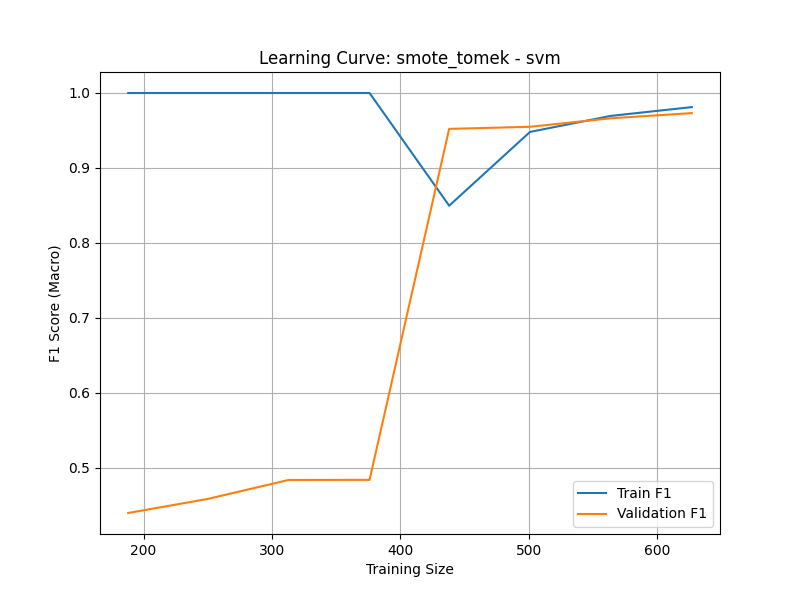 Learning Curve: smote_tomek - svm
F1 Score (Macro)
1.0
0.9
0.8
0.7
0.6
0.5
200
300
400
500
600
Training Size
Train F1
Validation F1